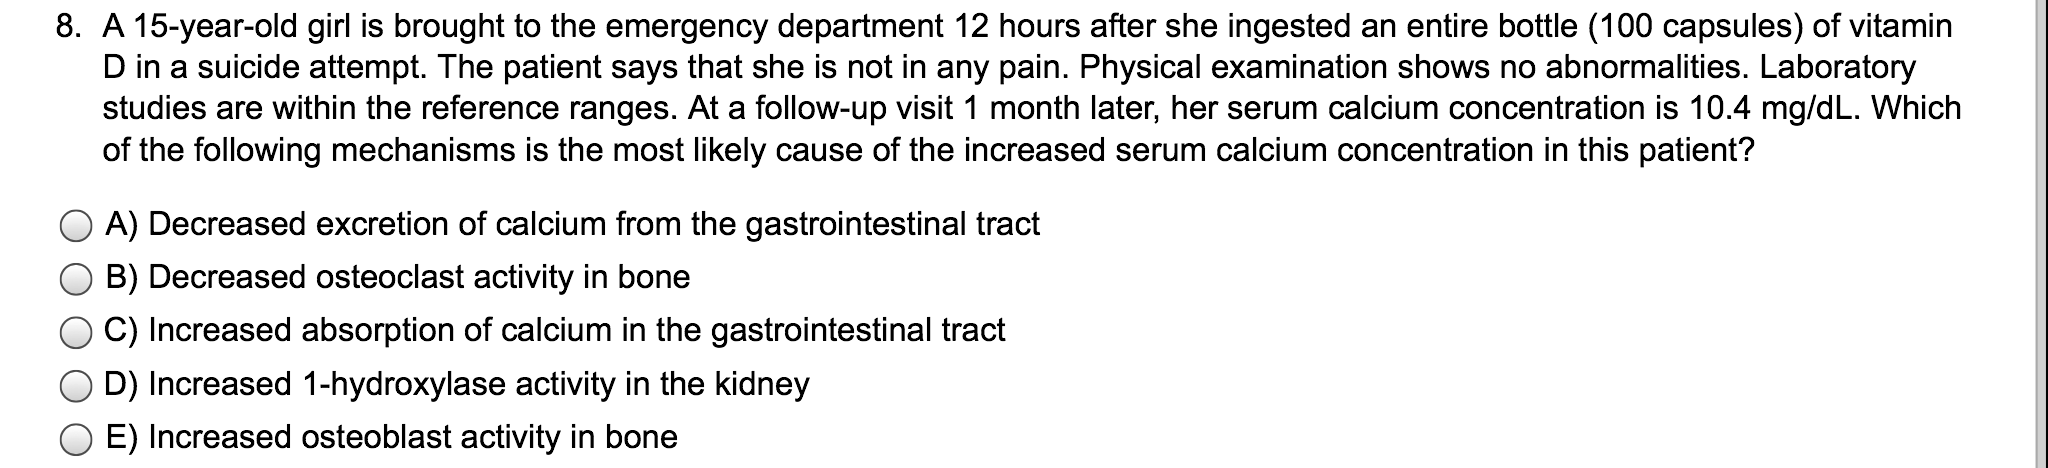 8. A 15-year-old girl is brought to the emergency department 12 hours after she ingested an entire bottle (100 capsules) of vitamin
D in a suicide attempt. The patient says that she is not in any pain. Physical examination shows no abnormalities. Laboratory
studies are within the reference ranges. At a follow-up visit 1 month later, her serum calcium concentration is 10.4 mg/dL. Which
of the following mechanisms is the most likely cause of the increased serum calcium concentration in this patient?
A) Decreased excretion of calcium from the gastrointestinal tract
B) Decreased osteoclast activity in bone
C) Increased absorption of calcium in the gastrointestinal tract
D) Increased 1-hydroxylase activity in the kidney
E) Increased osteoblast activity in bone